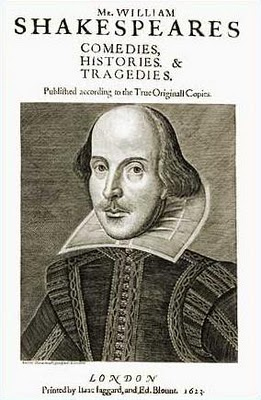 Mr. WILLIAM
SHAKESPEARES
COMEDIES,
HISTORIES, &
TRAGEDIES.
Published according to the True Originall Copies.
LONDON
Printed by Isaac Iaggard, and Ed. Blount. 1623